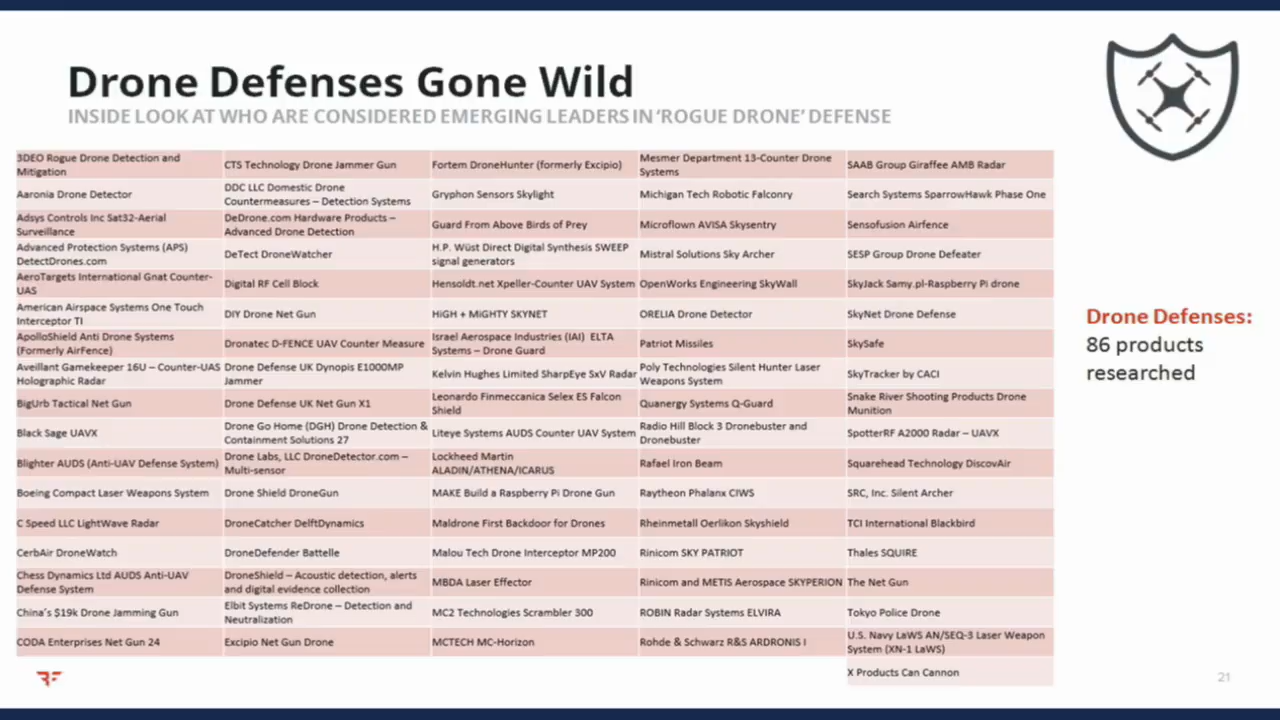 Drone Defenses Gone Wild
INSIDE LOOK AT WHO ARE CONSIDERED EMERGING LEADERS IN ‘ROGUE DRONE’ DEFENSE
3DEO Rogue Drone Detection and
Mitigation
Aaronia Drone Detector
Adsys Controls Inc Sat32-Aerial
Surveillance
Advanced Protection Systems (APS)
DetectDrones.com
AeroTargets International Gnat Counter-
UAS
American Airspace Systems One Touch
Interceptor TI
ApolloShield Anti Drone Systems
(Formerly AirFence)
Aveillant Gamekeeper 16U – Counter-UAS
Holographic Radar
BigUrb Tactical Net Gun
Black Sage UAVX
Blighter AUDS (Anti-UAV Defense System)
Boeing Compact Laser Weapons System
C Speed LLC LightWave Radar
CerbAir DroneWatch
Chess Dynamics Ltd AUDS Anti-UAV
Defense System
China's $19k Drone Jamming Gun
CODA Enterprises Net Gun 24
CTS Technology Drone Jammer Gun
DDC LLC Domestic Drone
Countermeasures – Detection Systems
DeDrone.com Hardware Products –
Advanced Drone Detection
DeTect DroneWatcher
Digital RF Cell Block
DIY Drone Net Gun
Dronatec D-FENCE UAV Counter Measure
Drone Defense UK Dynopis E1000MP
Jammer
Drone Defense UK Net Gun X1
Drone Go Home (DGH) Drone Detection &
Containment Solutions 27
Drone Labs, LLC DroneDetector.com –
Multi-sensor
Drone Shield DroneGun
DroneCatcher DelftDynamics
DroneDefender Battelle
DroneShield – Acoustic detection, alerts
and digital evidence collection
Elbit Systems ReDrone – Detection and
Neutralization
Excipio Net Gun Drone
Fortem DroneHunter (formerly Excipio)
Gryphon Sensors Skylight
Guard From Above Birds of Prey
H.P. Wüst Direct Digital Synthesis SWEEP
signal generators
Hensoldt.net Xpeller-Counter UAV System
HiGH + MiGHTY SKYNET
Israel Aerospace Industries (IAI) ELTA
Systems – Drone Guard
Kelvin Hughes Limited SharpEye SxV Radar
Leonardo Finmeccanica Selex ES Falcon
Shield
Liteye Systems AUDS Counter UAV System
Lockheed Martin
ALADIN/ATHENA/ICARUS
MAKE Build a Raspberry Pi Drone Gun
Maldrone First Backdoor for Drones
Malou Tech Drone Interceptor MP200
MBDA Laser Effector
MC2 Technologies Scrambler 300
MCTECH MC-Horizon
Mesmer Department 13-Counter Drone
Systems
Michigan Tech Robotic Falconry
Microflown AVISA Skysentry
Mistral Solutions Sky Archer
OpenWorks Engineering SkyWall
ORELIA Drone Detector
Patriot Missiles
Poly Technologies Silent Hunter Laser
Weapons System
Quanergy Systems Q-Guard
Radio Hill Block 3 Dronebuster and
Dronebuster
Rafael Iron Beam
Raytheon Phalanx CIWS
Rheinmetall Oerlikon Skyshield
Rinicom SKY PATRIOT
Rinicom and METIS Aerospace SKYPERION
ROBIN Radar Systems ELVIRA
Rohde & Schwarz R&S ARDRONIS I
SAAB Group Giraffee AMB Radar
Search Systems SparrowHawk Phase One
Sensofusion Airfence
SESP Group Drone Defeater
SkyJack Samy.pl-Raspberry Pi drone
SkyNet Drone Defense
SkySafe
SkyTracker by CACI
Snake River Shooting Products Drone
Munition
SpotterRF A2000 Radar – UAVX
Squarehead Technology DiscovAir
SRC, Inc. Silent Archer
TCI International Blackbird
Thales SQUIRE
The Net Gun
Tokyo Police Drone
U.S. Navy LaWS AN/SEQ-3 Laser Weapon
System (XN-1 LaWS)
X Products Can Cannon
Drone Defenses:
86 products
researched
RF
21